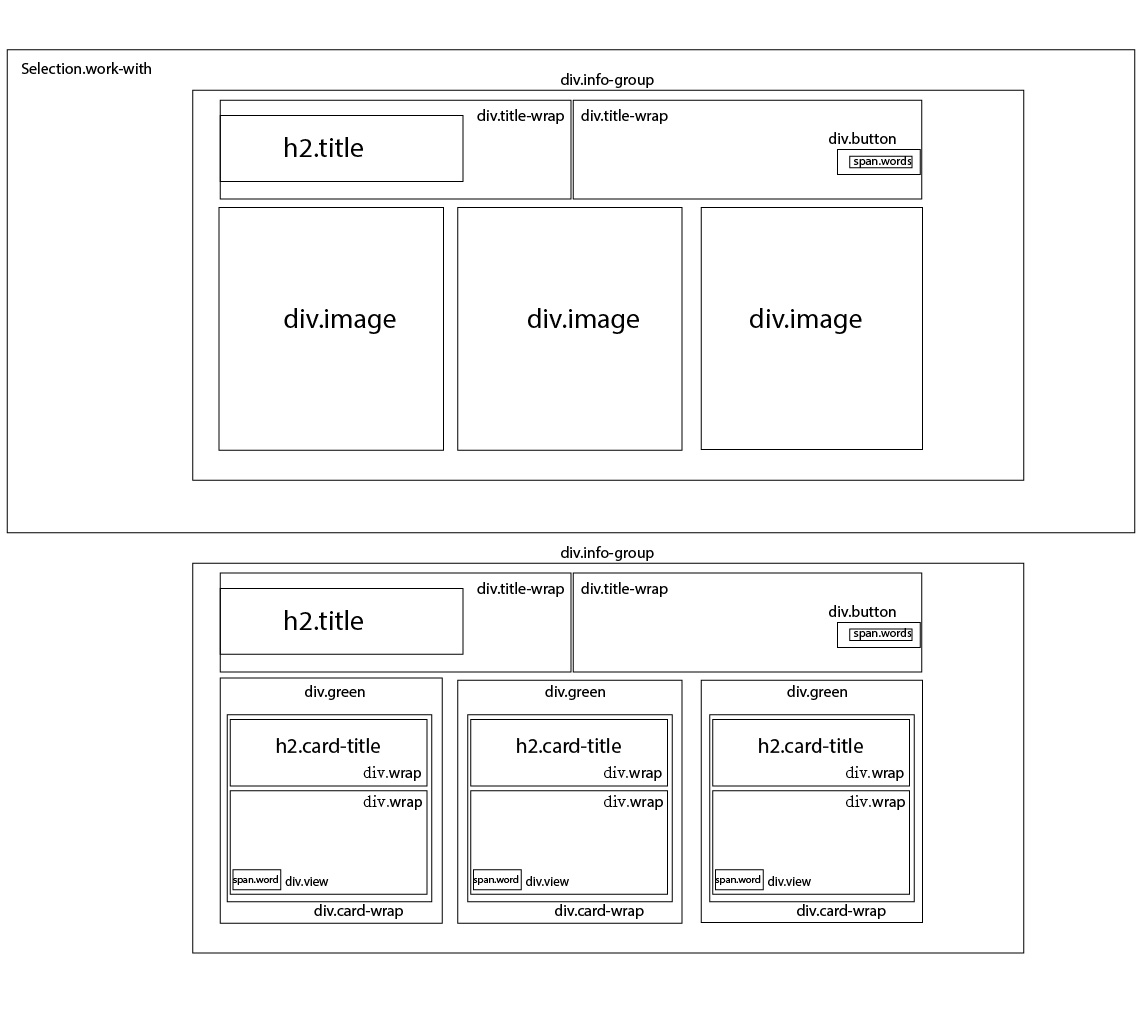 Selection.work-with
div.info-group
div.title-wrap
div.title-wrap
h2.title
div.button
span.words
div.image
div.image
div.image
div.info-group
div.title-wrap
div.title-wrap
h2.title
div.button
span.words
div.green
div.green
div.green
h2.card-title
h2.card-title
h2.card-title
div.wrap
div.wrap
div.wrap
div.wrap
div.wrap
div.wrap
span.word div.view
span.word div.view
span.word div.view
div.card-wrap
div.card-wrap
div.card-wrap